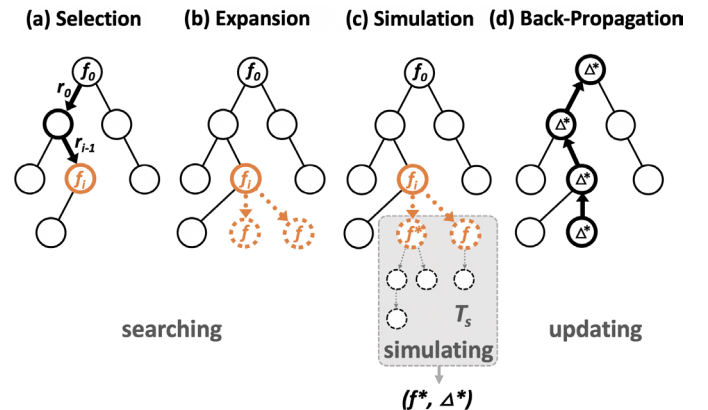 (a) Selection (b) Expansion (c) Simulation (d) Back-Propagation
f₀ f₀ f₀ Δ*
r₀
Δ*
rᵢ₋₁
fᵢ fᵢ fᵢ Δ*
f f f* f Δ*
Tₛ
searching simulating updating
(f*, Δ*)